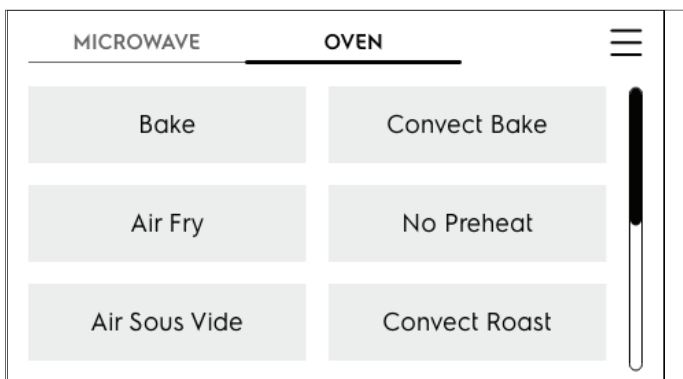 MICROWAVE OVEN
Bake Convect Bake
Air Fry No Preheat
Air Sous Vide Convect Roast